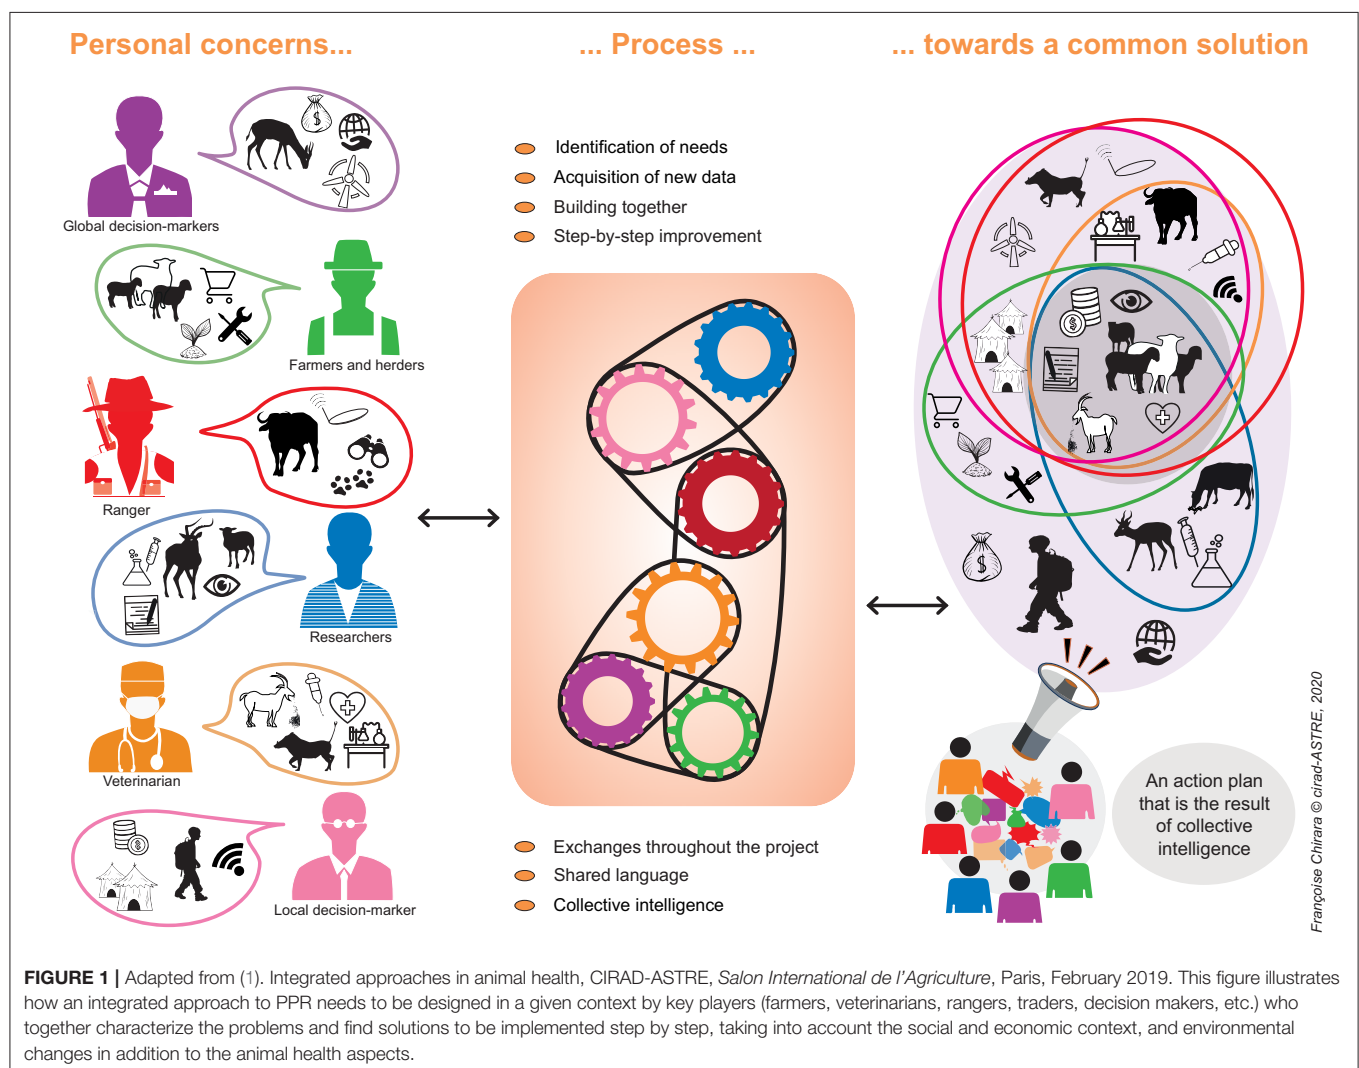 Personal concerns...
... Process ...
... towards a common solution
Global decision-markers
Farmers and herders
Ranger
Researchers
Veterinarian
Local decision-marker
Identification of needs
Acquisition of new data
Building together
Step-by-step improvement
Exchanges throughout the project
Shared language
Collective intelligence
$
$
$
$
An action plan
that is the result
of collective
intelligence
Françoise Chirara © cirad-ASTRE, 2020
FIGURE 1 | Adapted from (1). Integrated approaches in animal health, CIRAD-ASTRE, Salon International de l'Agriculture, Paris, February 2019. This figure illustrates
how an integrated approach to PPR needs to be designed in a given context by key players (farmers, veterinarians, rangers, traders, decision makers, etc.) who
together characterize the problems and find solutions to be implemented step by step, taking into account the social and economic context, and environmental
changes in addition to the animal health aspects.